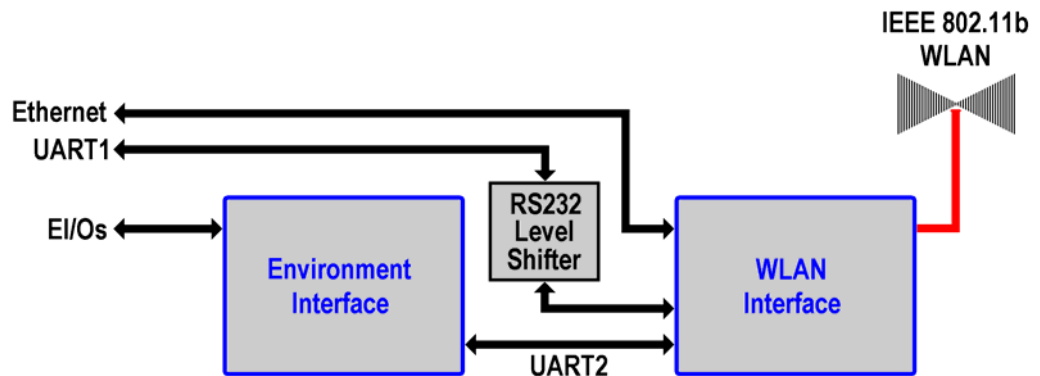 IEEE 802.11b
WLAN
Ethernet
UART1
EI/Os
RS232
Level
Shifter
Environment
Interface
WLAN
Interface
UART2